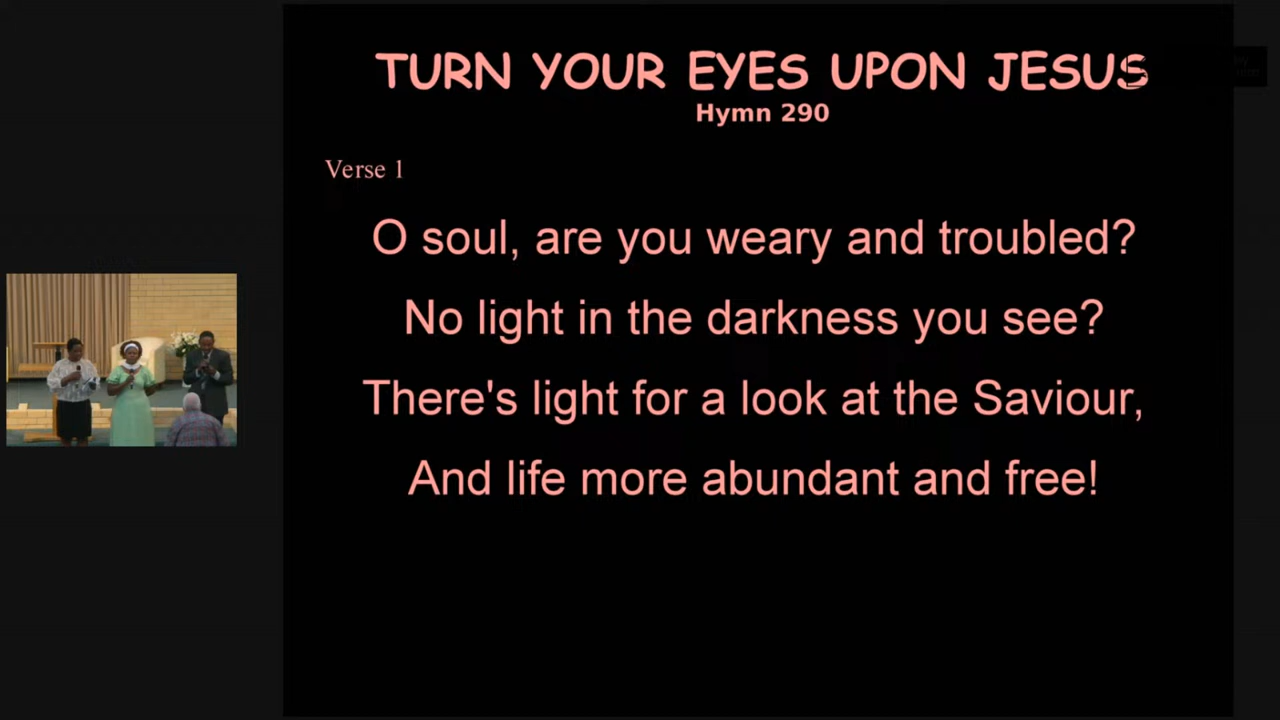 TURN YOUR EYES UPON JESUS
Hymn 290
Verse 1
O soul, are you weary and troubled?
No light in the darkness you see?
There's light for a look at the Saviour,
And life more abundant and free!